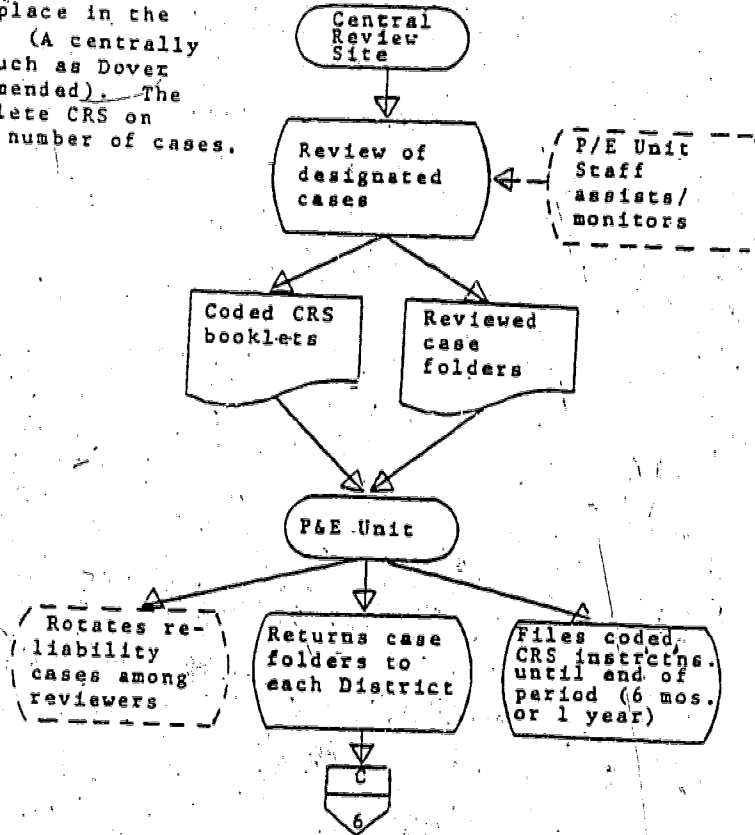 place in the
(A centrally
such as Dover
mended). The
lete CRS on
number of cases.
Central
Review
Site
Review of
designated
cases
P/E Unit
Staff
assists/
monitors
Coded CRS
booklets
Reviewed
case
folders
P&E Unit
Rotates re-
liability
cases among
reviewers
Returns case
folders to
each District
Files coded
CRS instrctns.
until end of
period (6 mos.
or 1 year)
C
6